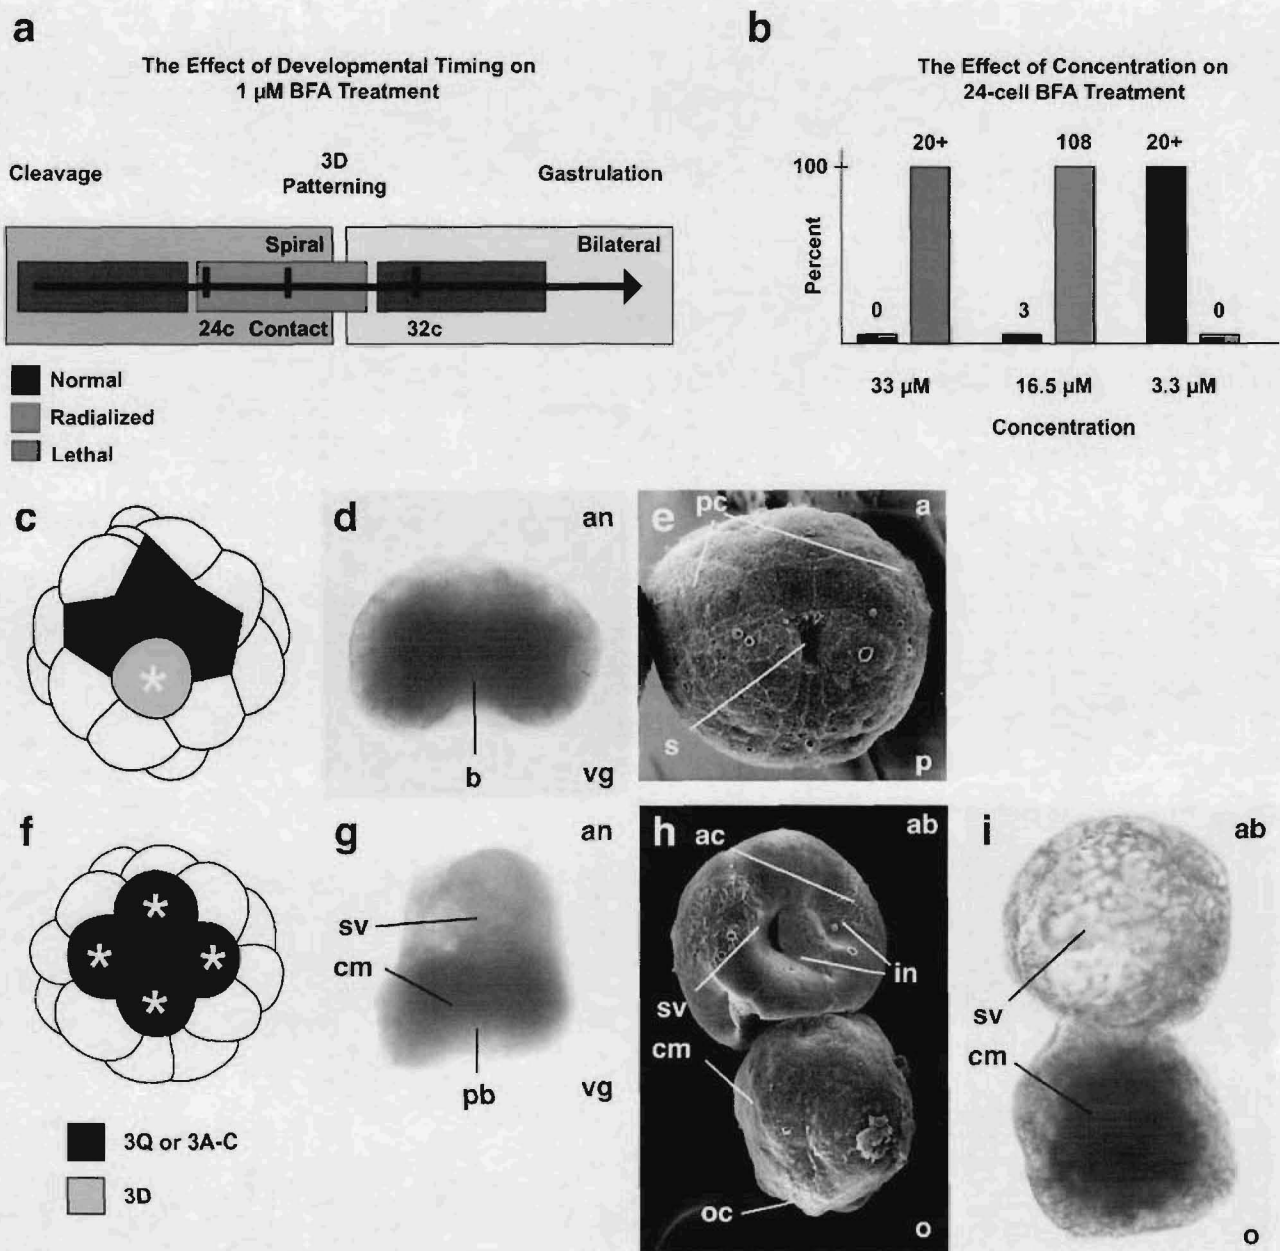 a
The Effect of Developmental Timing on
1 µM BFA Treatment
Cleavage
3D
Patterning
Gastrulation
Spiral
Bilateral
24c Contact
32c
Normal
Radialized
Lethal
b
The Effect of Concentration on
24-cell BFA Treatment
20+
108
20+
100
Percent
0
3
0
33 µM
16.5 µM
3.3 µM
Concentration
c
*
d
an
b
vg
e
pc
a
s
p
f
*
*
*
*
3Q or 3A-C
3D
g
an
sv
cm
pb
vg
h
ac
ab
in
sv
cm
oc
o
i
ab
sv
cm
o